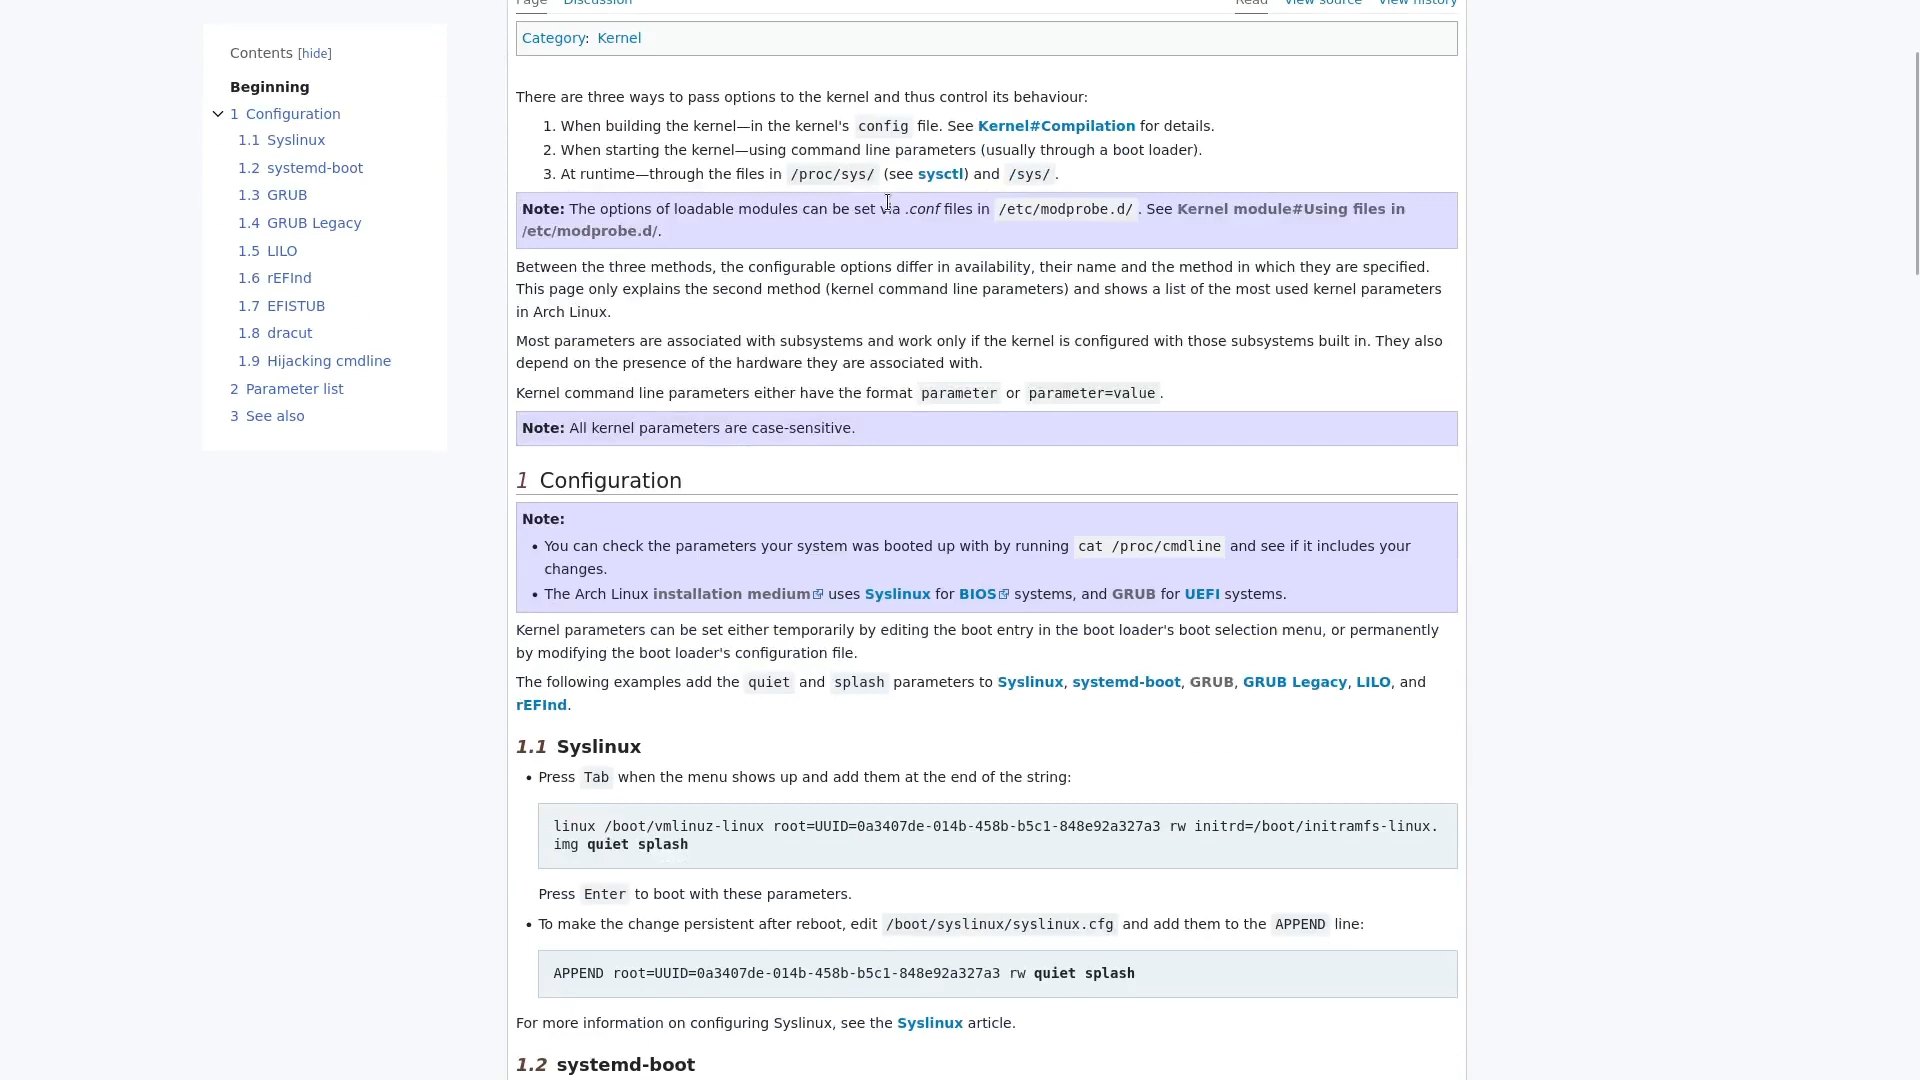 Page Discussion Read View source View history
Category: Kernel
Contents [hide]
Beginning
1 Configuration
1.1 Syslinux
1.2 systemd-boot
1.3 GRUB
1.4 GRUB Legacy
1.5 LILO
1.6 rEFInd
1.7 EFISTUB
1.8 dracut
1.9 Hijacking cmdline
2 Parameter list
3 See also
There are three ways to pass options to the kernel and thus control its behaviour:
1. When building the kernel—in the kernel's config file. See Kernel#Compilation for details.
2. When starting the kernel—using command line parameters (usually through a boot loader).
3. At runtime—through the files in /proc/sys/ (see sysctl) and /sys/.
Note: The options of loadable modules can be set via .conf files in /etc/modprobe.d/. See Kernel module#Using files in
/etc/modprobe.d/.
Between the three methods, the configurable options differ in availability, their name and the method in which they are specified.
This page only explains the second method (kernel command line parameters) and shows a list of the most used kernel parameters
in Arch Linux.
Most parameters are associated with subsystems and work only if the kernel is configured with those subsystems built in. They also
depend on the presence of the hardware they are associated with.
Kernel command line parameters either have the format parameter or parameter=value.
Note: All kernel parameters are case-sensitive.
1 Configuration
Note:
• You can check the parameters your system was booted up with by running cat /proc/cmdline and see if it includes your
changes.
• The Arch Linux installation medium uses Syslinux for BIOS systems, and GRUB for UEFI systems.
Kernel parameters can be set either temporarily by editing the boot entry in the boot loader's boot selection menu, or permanently
by modifying the boot loader's configuration file.
The following examples add the quiet and splash parameters to Syslinux, systemd-boot, GRUB, GRUB Legacy, LILO, and
rEFInd.
1.1 Syslinux
• Press Tab when the menu shows up and add them at the end of the string:
linux /boot/vmlinuz-linux root=UUID=0a3407de-014b-458b-b5c1-848e92a327a3 rw initrd=/boot/initramfs-linux.
img quiet splash
Press Enter to boot with these parameters.
• To make the change persistent after reboot, edit /boot/syslinux/syslinux.cfg and add them to the APPEND line:
APPEND root=UUID=0a3407de-014b-458b-b5c1-848e92a327a3 rw quiet splash
For more information on configuring Syslinux, see the Syslinux article.
1.2 systemd-boot